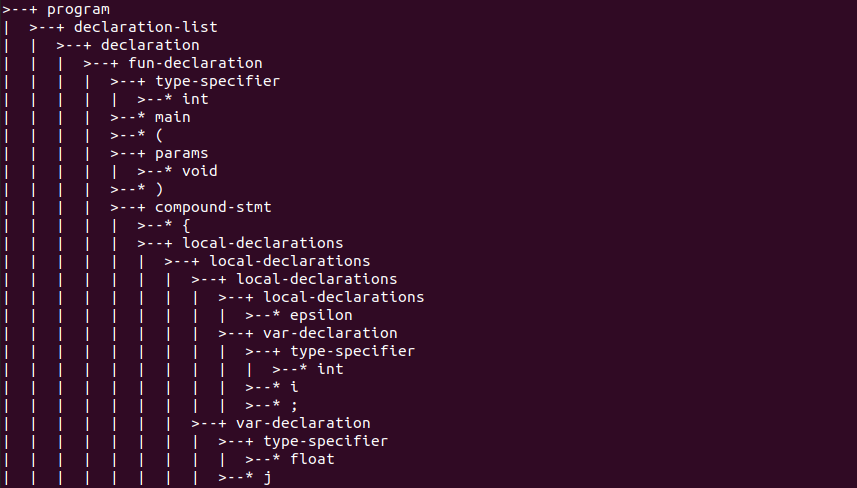 >--+ program
|  >--+ declaration-list
|  |  >--+ declaration
|  |  |  >--+ fun-declaration
|  |  |  |  >--+ type-specifier
|  |  |  |  |  >--* int
|  |  |  |  >--* main
|  |  |  |  >--* (
|  |  |  |  >--+ params
|  |  |  |  |  >--* void
|  |  |  |  >--* )
|  |  |  |  >--+ compound-stmt
|  |  |  |  |  >--* {
|  |  |  |  |  >--+ local-declarations
|  |  |  |  |  |  >--+ local-declarations
|  |  |  |  |  |  |  >--+ local-declarations
|  |  |  |  |  |  |  |  >--+ local-declarations
|  |  |  |  |  |  |  |  |  >--* epsilon
|  |  |  |  |  |  |  |  >--+ var-declaration
|  |  |  |  |  |  |  |  |  >--+ type-specifier
|  |  |  |  |  |  |  |  |  |  >--* int
|  |  |  |  |  |  |  |  |  >--* i
|  |  |  |  |  |  |  |  |  >--* ;
|  |  |  |  |  |  |  >--+ var-declaration
|  |  |  |  |  |  |  |  >--+ type-specifier
|  |  |  |  |  |  |  |  |  >--* float
|  |  |  |  |  |  |  |  >--* j